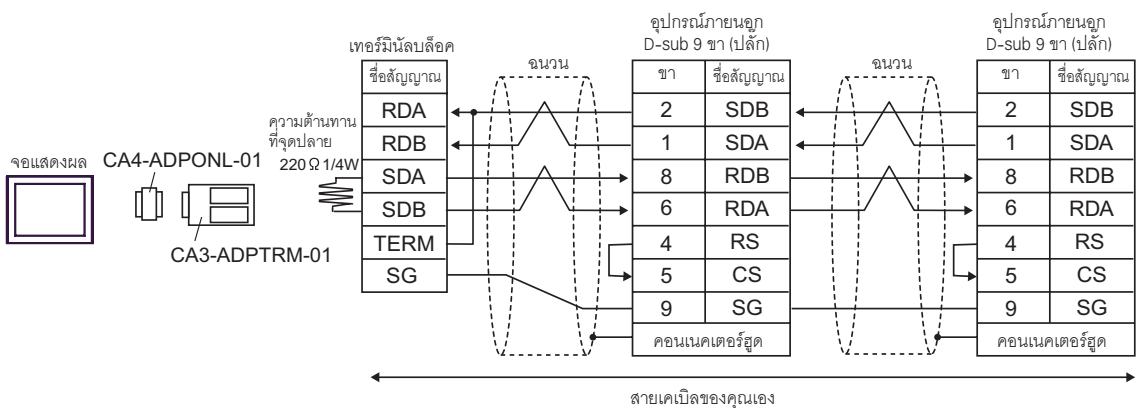 อุปกรณ์ภายนอก
D-sub 9 ขา (ปลั๊ก)
อุปกรณ์ภายนอก
D-sub 9 ขา (ปลั๊ก)
เทอร์มินัลบล็อค
ฉนวน
ฉนวน
ชื่อสัญญาณ
ขา ชื่อสัญญาณ
ขา ชื่อสัญญาณ
RDA
2 SDB
2 SDB
RDB
1 SDA
1 SDA
SDA
8 RDB
8 RDB
SDB
6 RDA
6 RDA
TERM
4 RS
4 RS
SG
5 CS
5 CS
9 SG
9 SG
คอนเนคเตอร์ฮูด
คอนเนคเตอร์ฮูด
ความต้านทาน
ที่จุดปลาย
220 Ω 1/4W
จอแสดงผล
CA4-ADPONL-01
CA3-ADPTRM-01
สายเคเบิลของคุณเอง